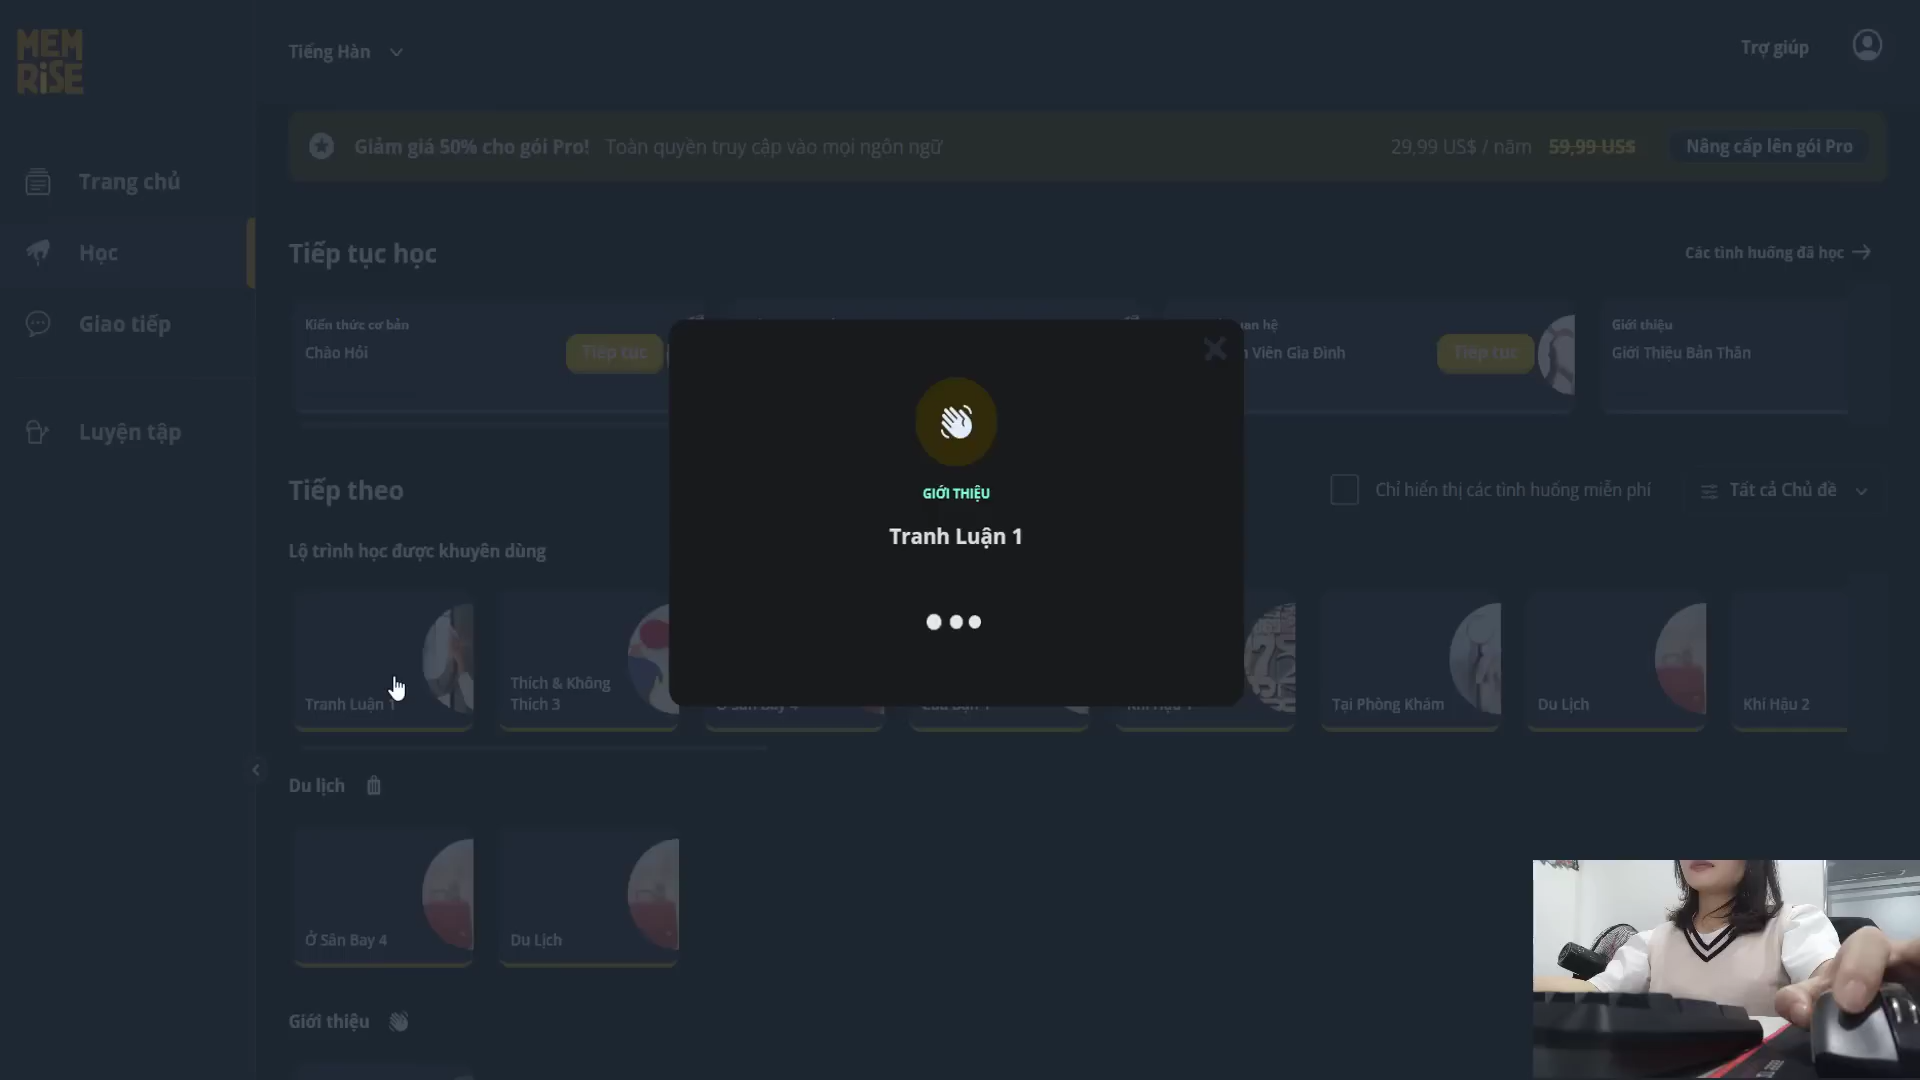 MEM
RiSE
Tiếng Hàn
Trợ giúp
Giảm giá 50% cho gói Pro! Toàn quyền truy cập vào mọi ngôn ngữ
29,99 US$ / năm 59,99 US$ Nâng cấp lên gói Pro
Trang chủ
Học
Giao tiếp
Luyện tập
Tiếp tục học
Các tình huống đã học
Kiến thức cơ bản
Chào Hỏi
Tiếp tục
Viên Gia Đình
Tiếp tục
Giới thiệu
Giới Thiệu Bản Thân
GIỚI THIỆU
Tranh Luận 1
Tiếp theo
Chỉ hiển thị các tình huống miễn phí
Tất cả Chủ đề
Lộ trình học được khuyên dùng
Tranh Luận 1
Thích & Không
Thích 3
Ở Sân Bay 4
Khí Hậu 1
Tại Phòng Khám
Du Lịch
Khí Hậu 2
Du lịch
Ở Sân Bay 4
Du Lịch
Giới thiệu